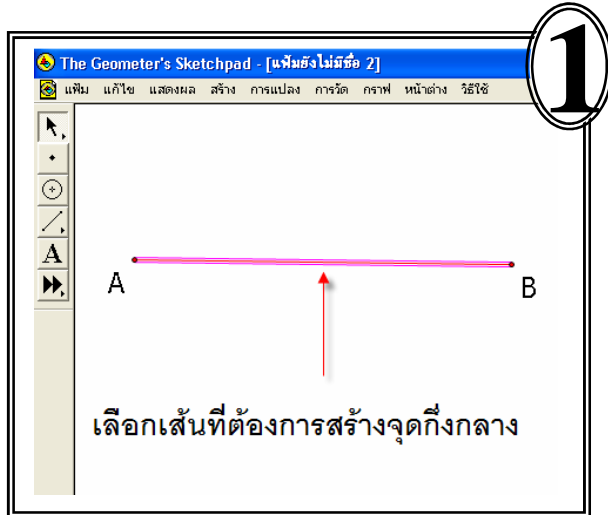 1
The Geometer's Sketchpad - [แฟ้มยังไม่มีชื่อ 2]
แฟ้ม แก้ไข แสดงผล สร้าง การแปลง การวัด กราฟ หน้าต่าง วิธีใช้
A
A
B
เลือกเส้นที่ต้องการสร้างจุดกึ่งกลาง